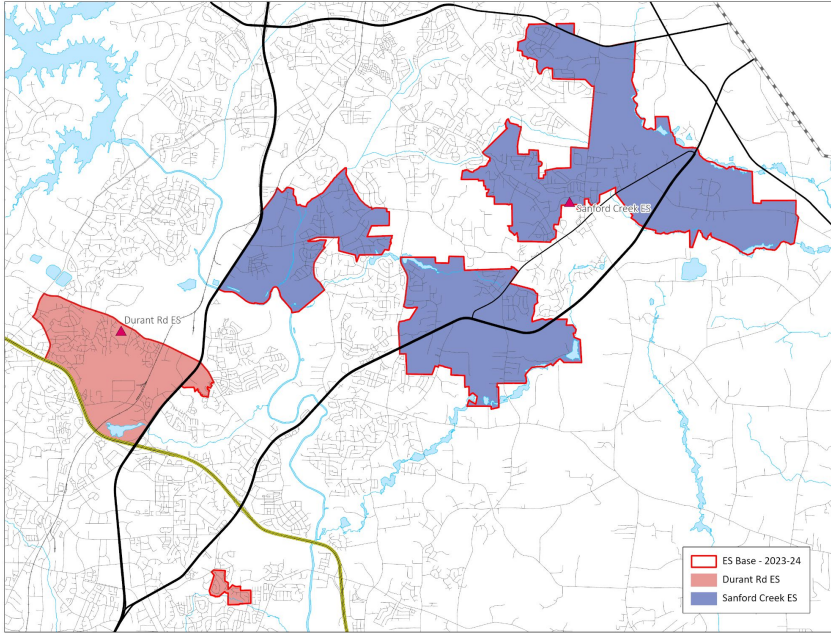 Sanford Creek ES
Durant Rd ES
ES Base - 2023-24
Durant Rd ES
Sanford Creek ES